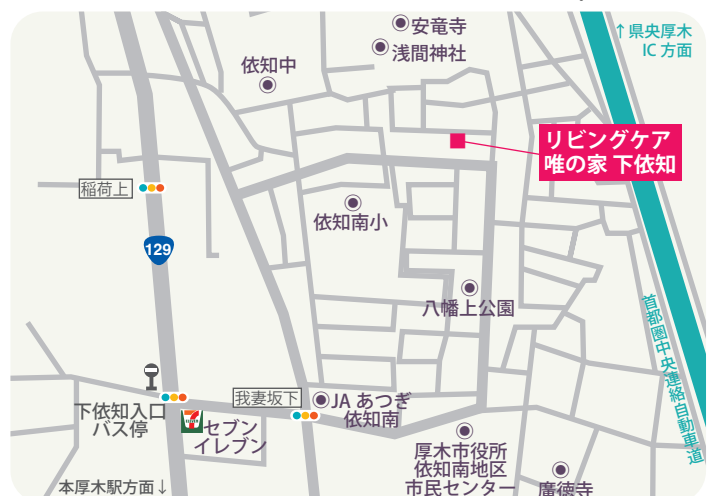 安竜寺
浅間神社
依知中
↑県央厚木
IC方面
リビングケア
唯の家 下依知
稲荷上
依知南小
129
八幡上公園
首都圏中央連絡自動車道
下依知入口
バス停
7
セブン
イレブン
我妻坂下
JA あつぎ
依知南
厚木市役所
依知南地区
市民センター
廣徳寺
本厚木駅方面↓